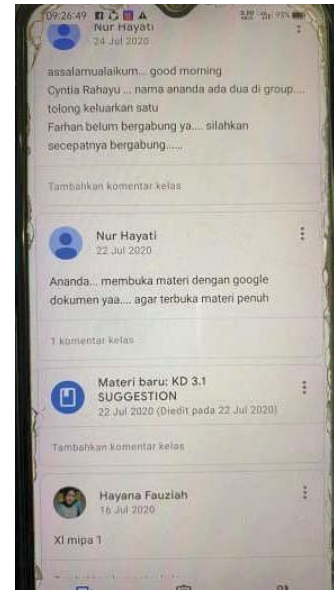 09:26:49
93%
Nur Hayati
24 Jul 2020
assalamualaikum... good morning
Cyntia Rahayu ... nama ananda ada dua di group....
tolong keluarkan satu
Farhan belum bergabung ya.... silahkan
secepatnya bergabung......
Tambahkan komentar kelas
Nur Hayati
22 Jul 2020
Ananda... membuka materi dengan google
dokumen yaa.... agar terbuka materi penuh
1 komentar kelas
Materi baru: KD 3.1
SUGGESTION
22 Jul 2020 (Diedit pada 22 Jul 2020)
Tambahkan komentar kelas
Hayana Fauziah
16 Jul 2020
XI mipa 1